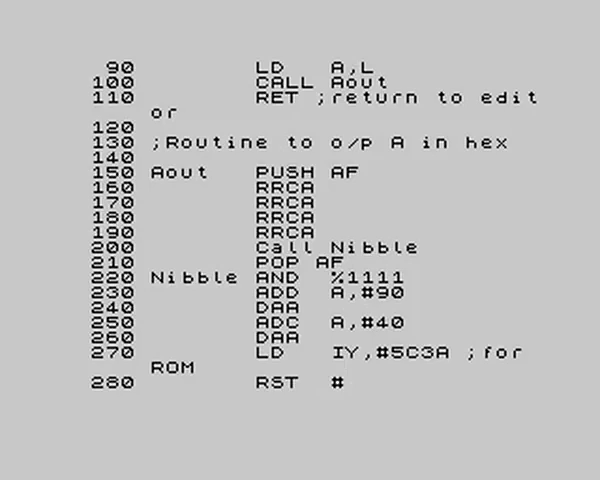 90 LD A,L
100 CALL Aout
110 RET ;return to edit
or
120
130 ;Routine to o/p A in hex
140
150 Aout PUSH AF
160 RRCA
170 RRCA
180 RRCA
190 RRCA
200 Call Nibble
210 POP AF
220 Nibble AND %1111
230 ADD A,#90
240 DAA
250 ADC A,#40
260 DAA
270 LD IY,#5C3A ;for
ROM
280 RST #